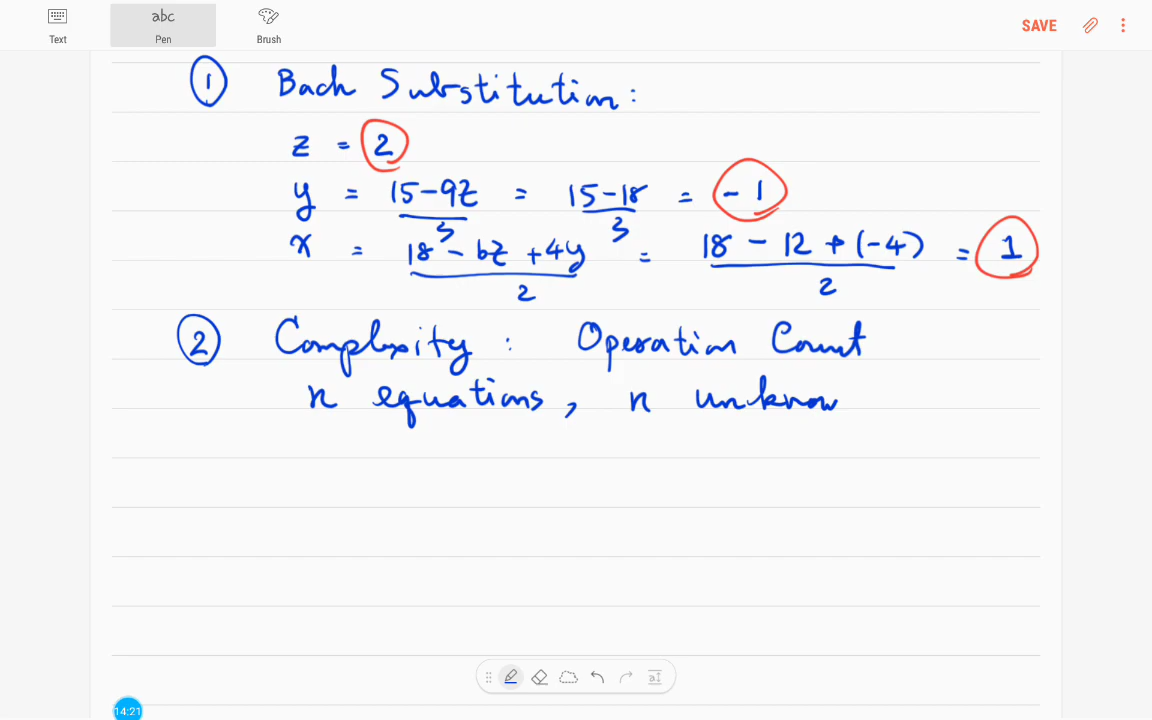 Text
abc
Pen
Brush
SAVE
① Back Substitution:
z = 2
y = 15-9z / 3 = 15-18 / 3 = -1
x = 18 - 6z + 4y / 2 = 18 - 12 + (-4) / 2 = 1
② Complexity : Operation Count
n equations, n unknow
14:21